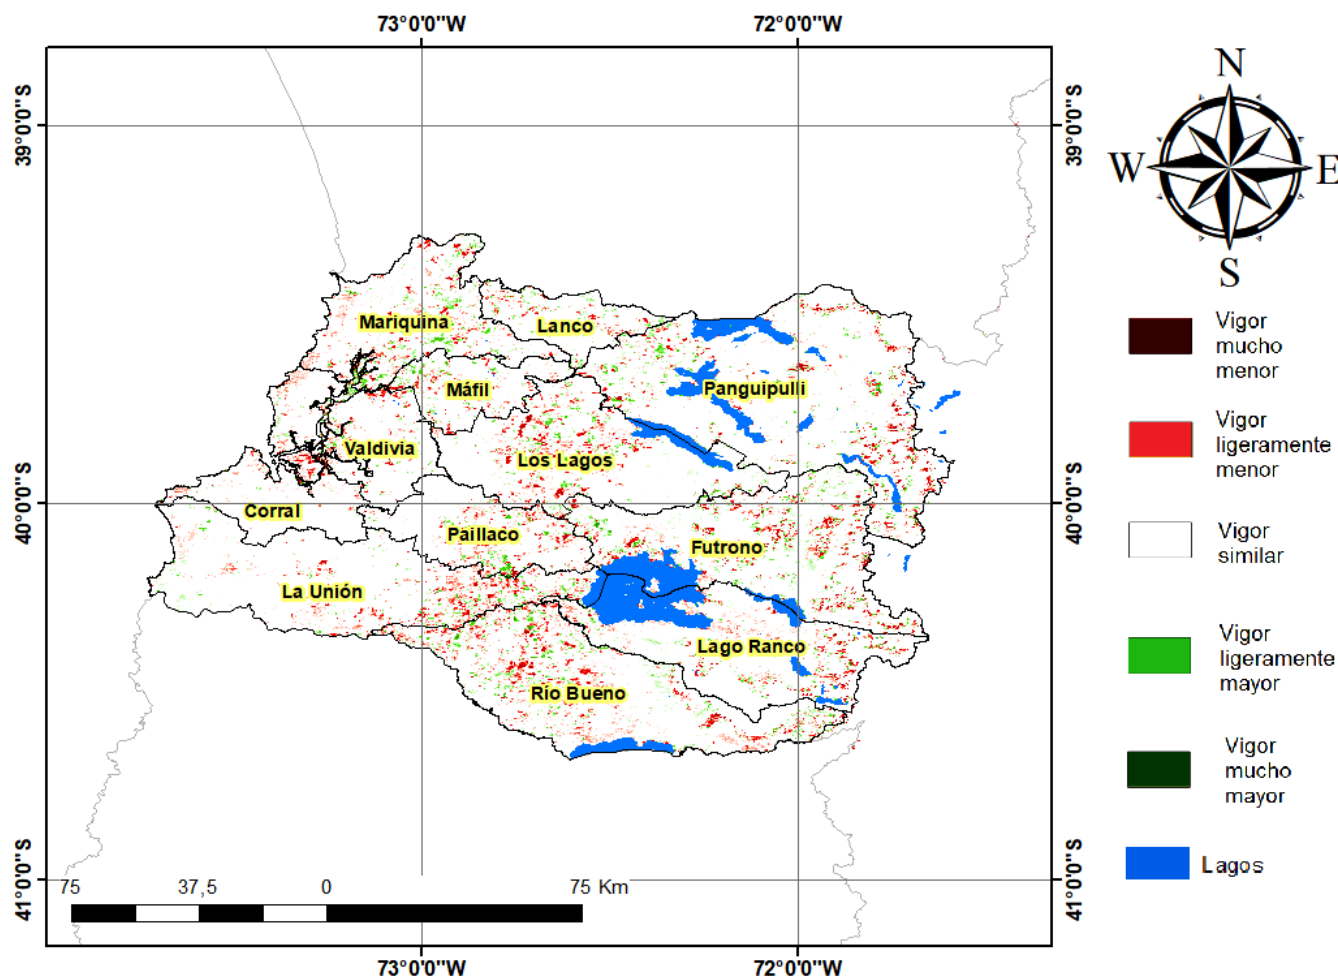 73°0'0"W
72°0'0"W
39°0'0"S
39°0'0"S
N
W
E
S
Mariquina
Lanco
Máfil
Panguipulli
Valdivia
Los Lagos
Corral
40°0'0"S
40°0'0"S
Paillaco
Futrono
La Unión
Lago Ranco
Río Bueno
Vigor
mucho
menor
Vigor
ligeramente
menor
Vigor
similar
Vigor
ligeramente
mayor
Vigor
mucho
mayor
Lagos
41°0'0"S
41°0'0"S
75
37,5
0
75 Km
73°0'0"W
72°0'0"W